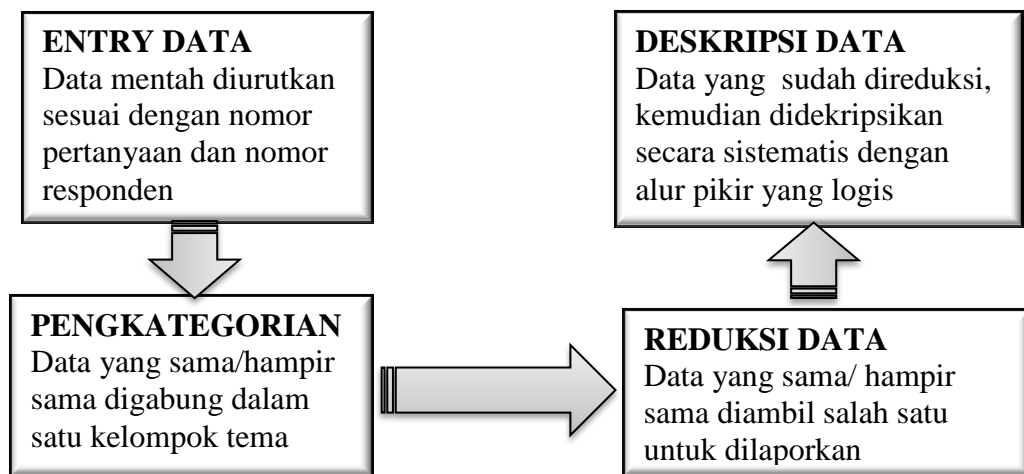 ENTRY DATA
Data mentah diurutkan
sesuai dengan nomor
pertanyaan dan nomor
responden
PENGKATEGORIAN
Data yang sama/hampir
sama digabung dalam
satu kelompok tema
REDUKSI DATA
Data yang sama/ hampir
sama diambil salah satu
untuk dilaporkan
DESKRIPSI DATA
Data yang  sudah direduksi,
kemudian didekripsikan
secara sistematis dengan
alur pikir yang logis